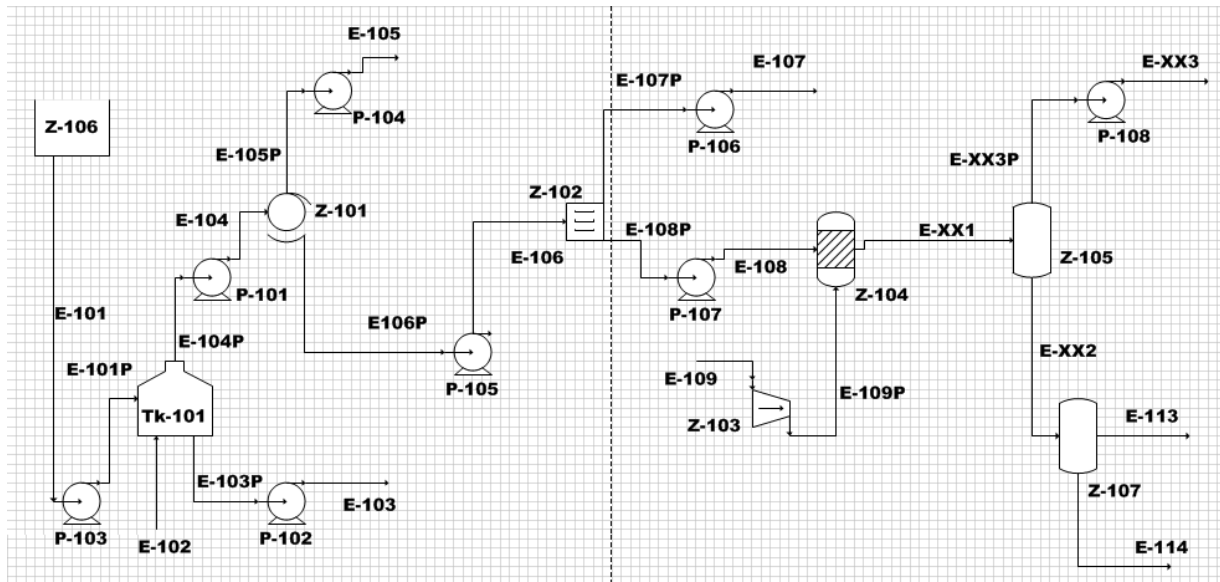 E-105
E-107
E-XX3
E-107P
P-104
Z-106
P-106
P-108
E-105P
E-XX3P
Z-102
E-104
Z-101
E-108P
E-XX1
E-106
E-108
Z-105
P-101
Z-104
P-107
E-101
E106P
E-104P
E-XX2
E-101P
E-109
P-105
E-109P
Tk-101
E-113
Z-103
E-103P
Z-107
E-103
P-103
E-102
P-102
E-114